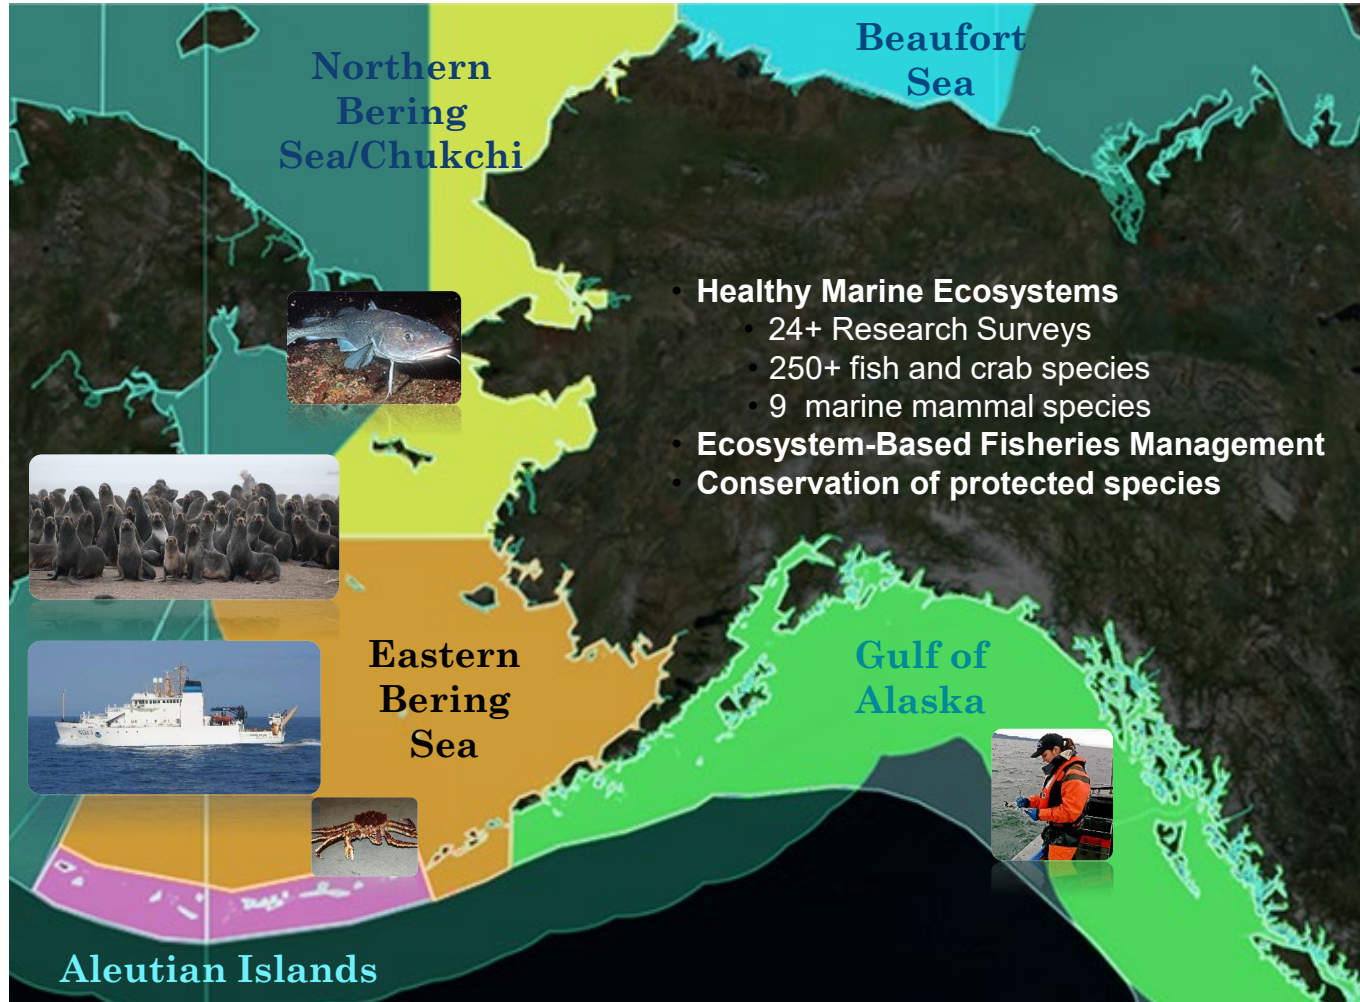 Northern
Bering
Sea/Chukchi
Beaufort
Sea
• Healthy Marine Ecosystems
• 24+ Research Surveys
• 250+ fish and crab species
• 9 marine mammal species
• Ecosystem-Based Fisheries Management
• Conservation of protected species
Eastern
Bering
Sea
Gulf of
Alaska
Aleutian Islands